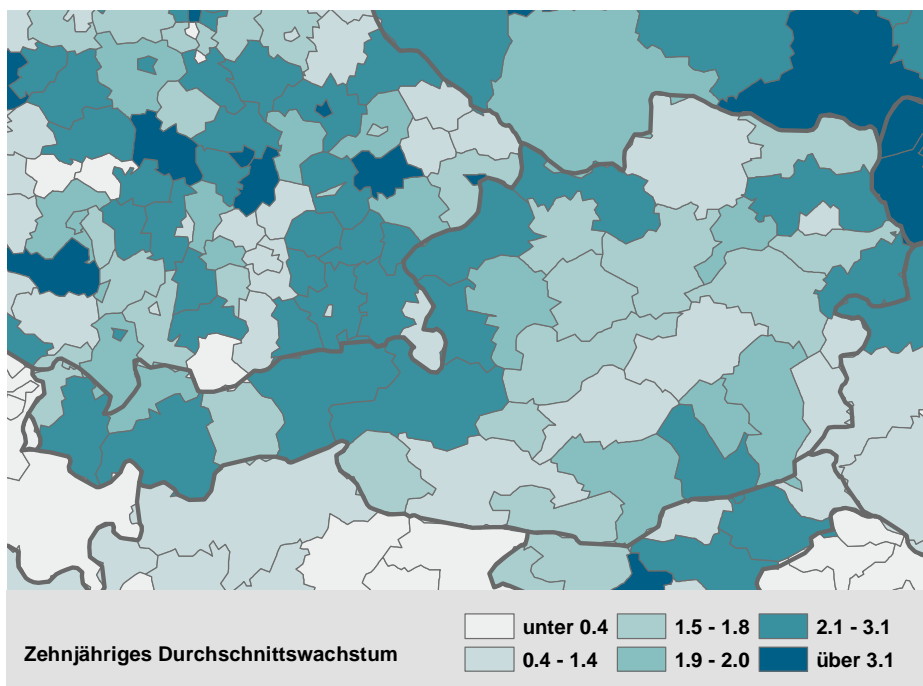 Zehnjähriges Durchschnittswachstum
unter 0.4
1.5 - 1.8
2.1 - 3.1
0.4 - 1.4
1.9 - 2.0
über 3.1